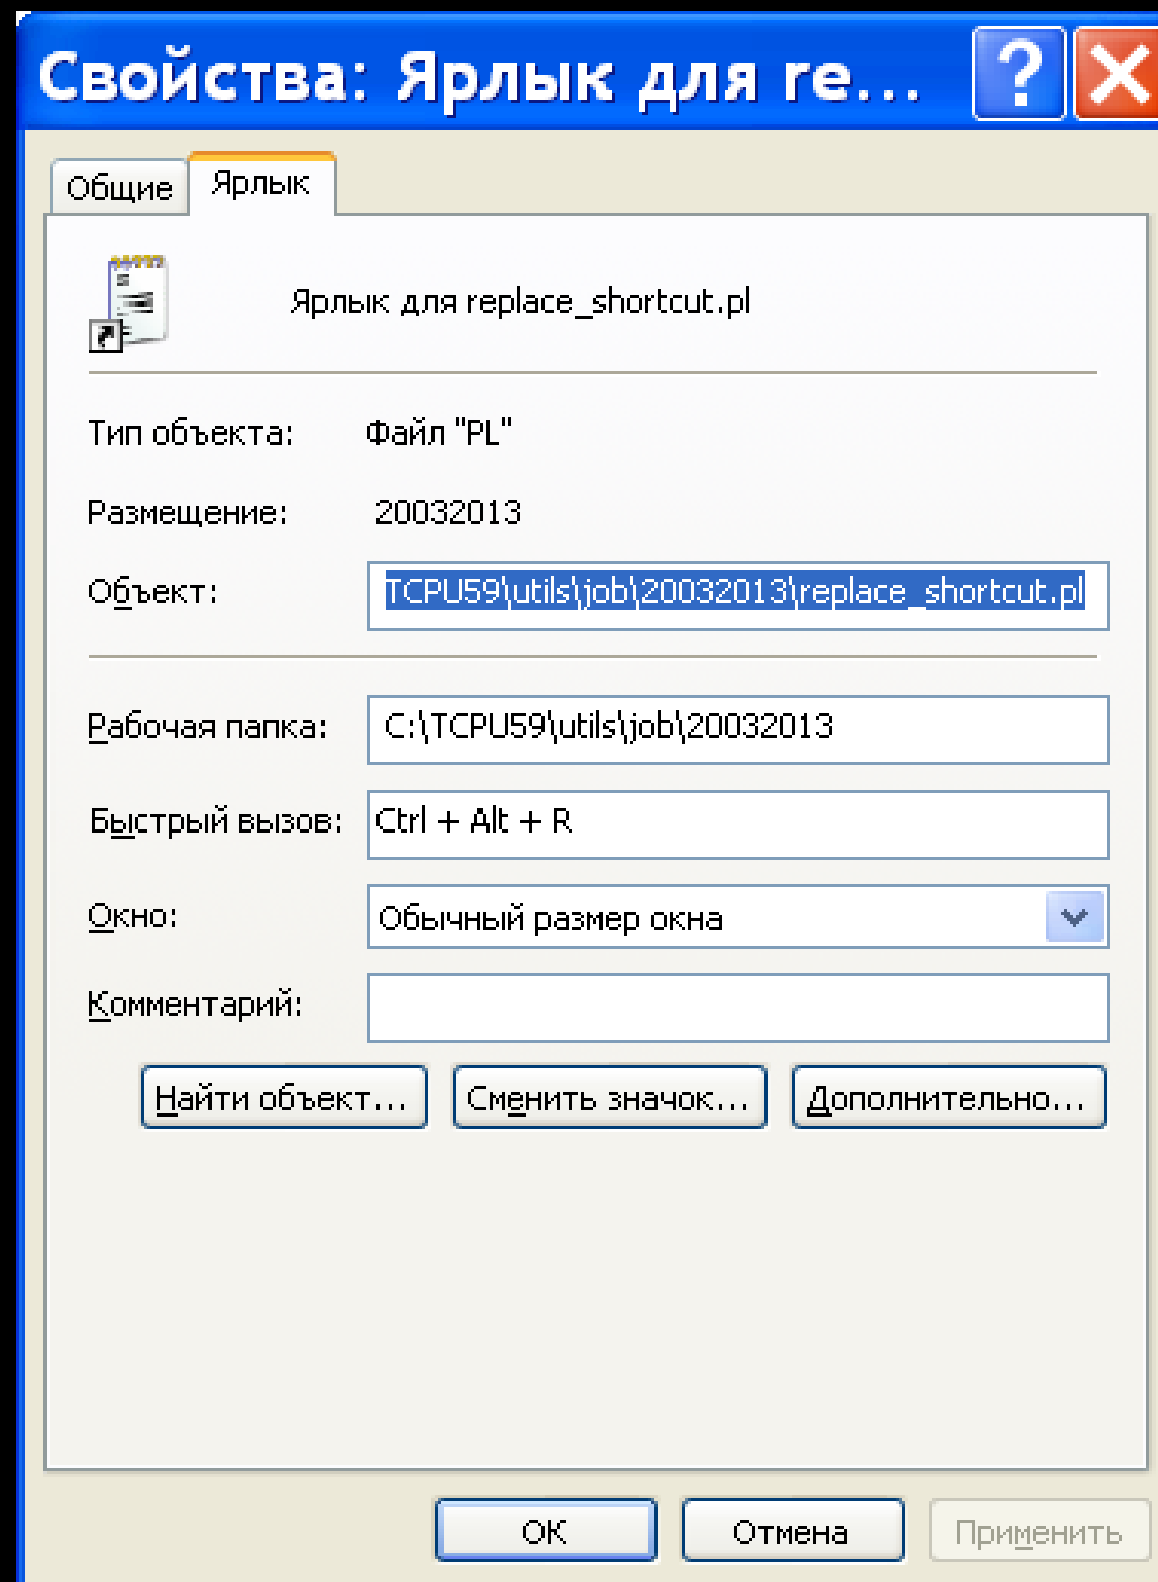 Свойства: Ярлык для re...
Общие
Ярлык
Ярлык для replace_shortcut.pl
Тип объекта: Файл "PL"
Размещение: 20032013
Объект: TCPU59\utils\job\20032013\replace_shortcut.pl
Рабочая папка: C:\TCPU59\utils\job\20032013
Быстрый вызов: Ctrl + Alt + R
Окно: Обычный размер окна
Комментарий:
Найти объект... Сменить значок... Дополнительно...
ОК Отмена Применить